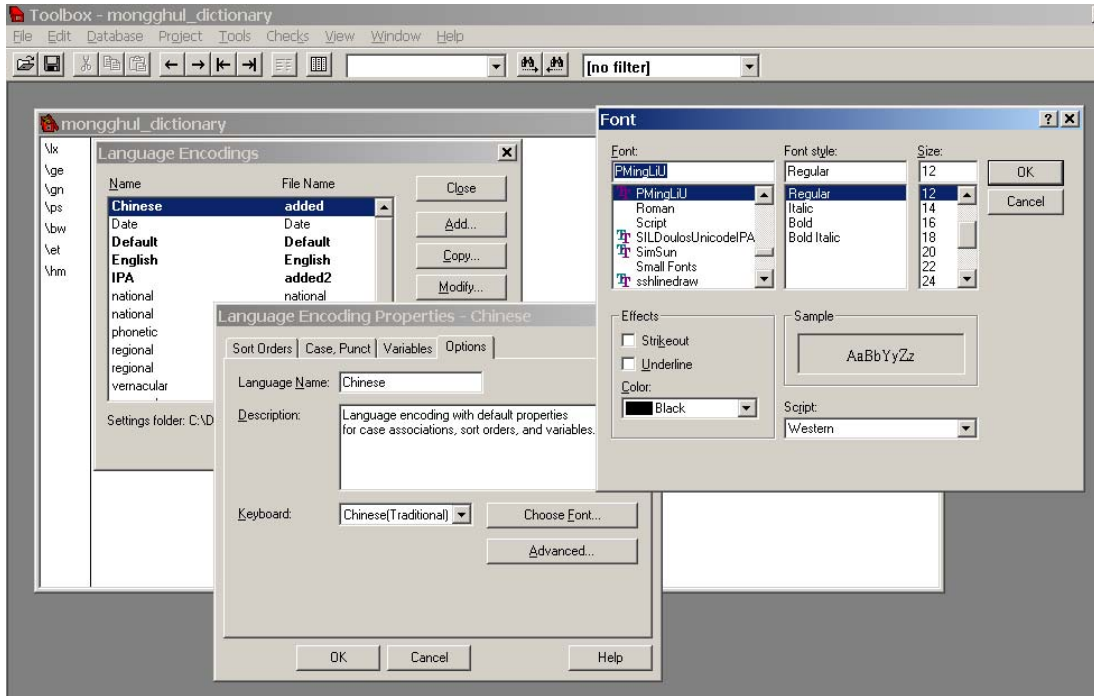 Toolbox - mongghul_dictionary
File Edit Database Project Tools Checks View Window Help
[no filter]
mongghul_dictionary
\lx
\ge
\gn
\ps
\bw
\et
\hm
Language Encodings
Name File Name
Chinese added
Date Date
Default Default
English English
IPA added2
national national
national
phonetic
regional
regional
vernacular
Close
Add...
Copy...
Modify...
Settings folder: C:\D
Language Encoding Properties - Chinese
Sort Orders Case, Punct Variables Options
Language Name: Chinese
Description: Language encoding with default properties
for case associations, sort orders, and variables.
Keyboard: Chinese(Traditional) Choose Font...
Advanced...
OK Cancel Help
Font
Font: Font style: Size:
PMingLiU Regular 12 OK
PMingLiU Regular 12 Cancel
Roman Italic 14
Script Bold 16
SILDoulosUnicodeIPA Bold Italic 18
SimSun 20
Small Fonts 22
sshlinedraw 24
Effects Sample
Strikeout
Underline
AaBbYyZz
Color:
Black
Script:
Western